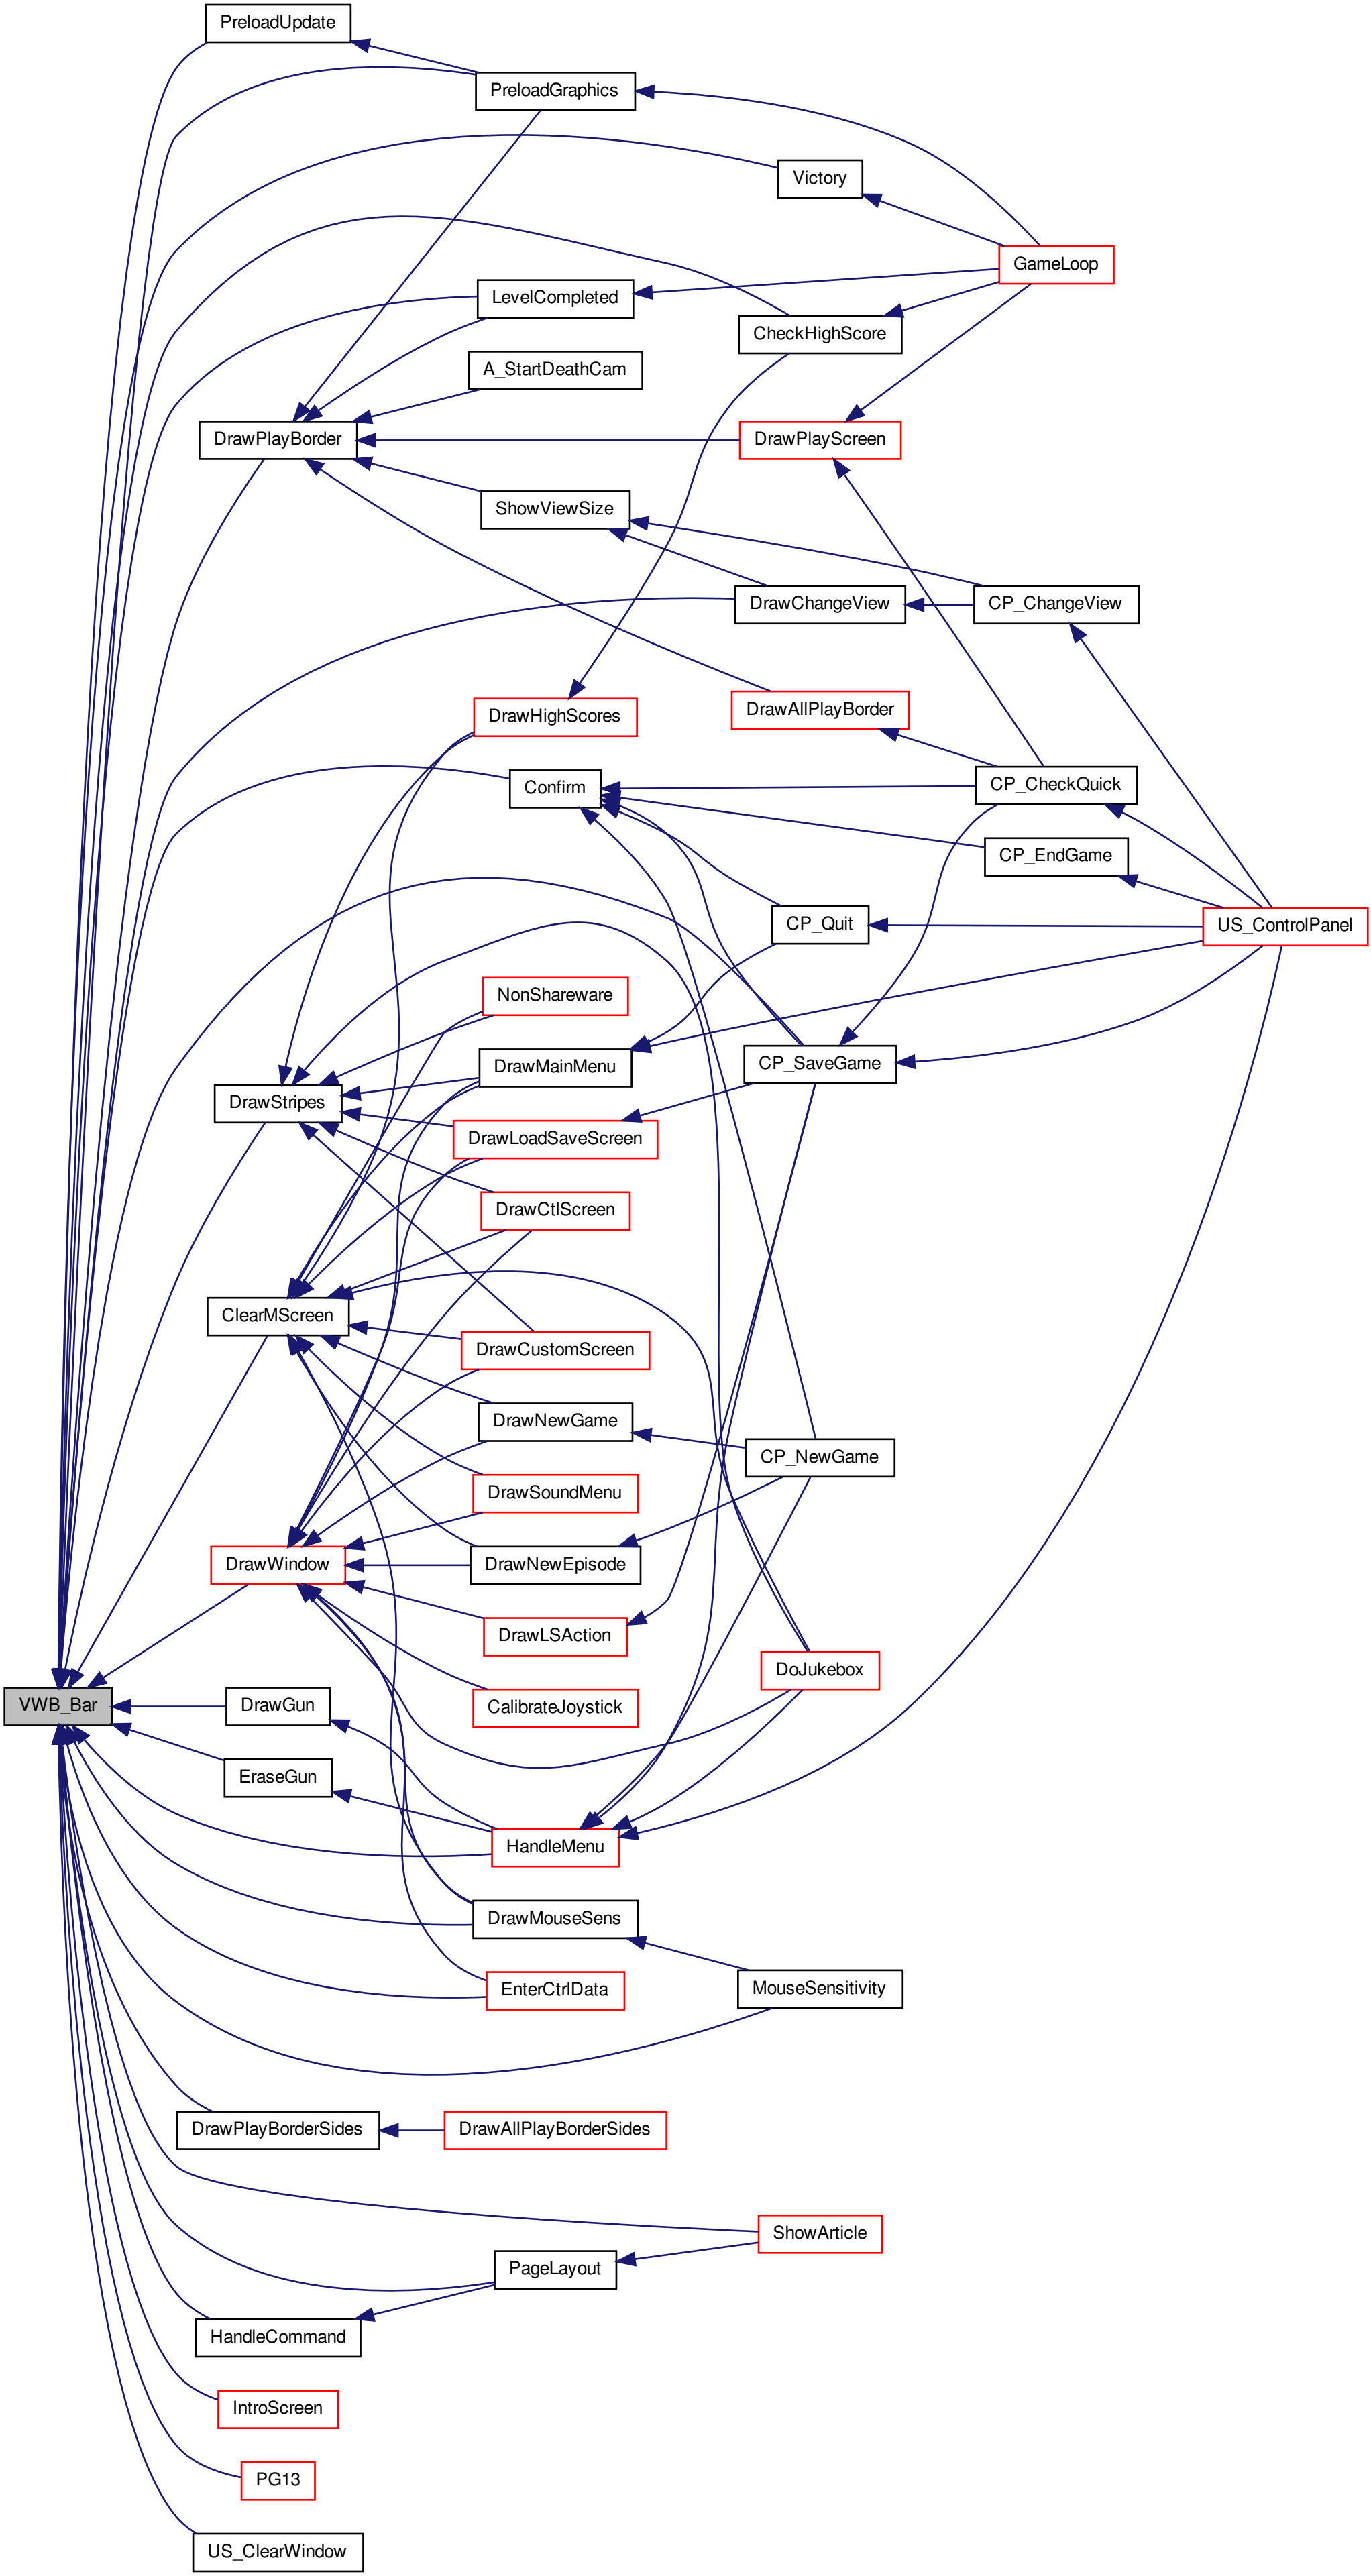 PreloadUpdate
PreloadGraphics
Victory
GameLoop
LevelCompleted
CheckHighScore
A_StartDeathCam
DrawPlayBorder
DrawPlayScreen
ShowViewSize
DrawChangeView
CP_ChangeView
DrawHighScores
DrawAllPlayBorder
Confirm
CP_CheckQuick
CP_EndGame
CP_Quit
US_ControlPanel
NonShareware
DrawMainMenu
CP_SaveGame
DrawStripes
DrawLoadSaveScreen
DrawCtlScreen
ClearMScreen
DrawCustomScreen
DrawNewGame
CP_NewGame
DrawSoundMenu
DrawWindow
DrawNewEpisode
DrawLSAction
DoJukebox
VWB_Bar
DrawGun
CalibrateJoystick
EraseGun
HandleMenu
DrawMouseSens
EnterCtrlData
MouseSensitivity
DrawPlayBorderSides
DrawAllPlayBorderSides
ShowArticle
PageLayout
HandleCommand
IntroScreen
PG13
US_ClearWindow